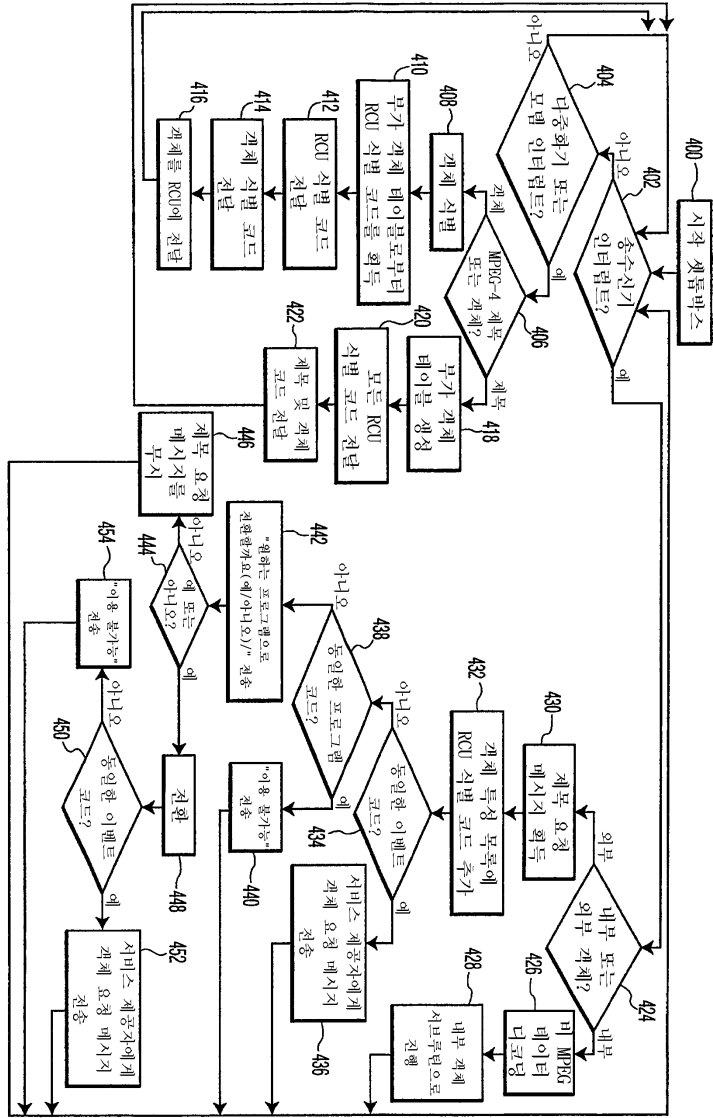 400
시작 셋톱박스
402
송수신기
인터럽트?
아니오
예
404
다중화기 또는
모뎀 인터럽트?
아니오
예
406
MPEG-4 제목
또는 객체?
객체
제목
408
객체 식별
410
부가 객체 테이블로부터
RCU 식별 코드를 획득
412
RCU 식별 코드
전달
414
객체 식별 코드
전달
416
객체를 RCU에 전달
418
부가 객체
테이블 생성
420
모든 RCU
식별 코드 전달
422
제목 및 객체
코드 전달
424
내부 또는
외부 객체?
외부
내부
426
비 MPEG
데이터
디코딩
428
내부 객체
서브루틴으로
진행
430
제목 요청
메시지 획득
432
객체 특성 목록에
RCU 식별 코드 추가
434
동일한 이벤트
코드?
아니오
예
436
서비스 제공자에게
객체 요청 메시지
전송
438
동일한 프로그램
코드?
아니오
예
440
"이용 불가능"
전송
442
"원하는 프로그램으로
전환할까요(예/아니오)/" 전송
444
예 또는
아니오?
아니오
예
446
제목 요청
메시지를
무시
448
전환
450
동일한 이벤트
코드?
아니오
예
452
서비스 제공자에게
객체 요청 메시지
전송
454
"이용 불가능"
전송